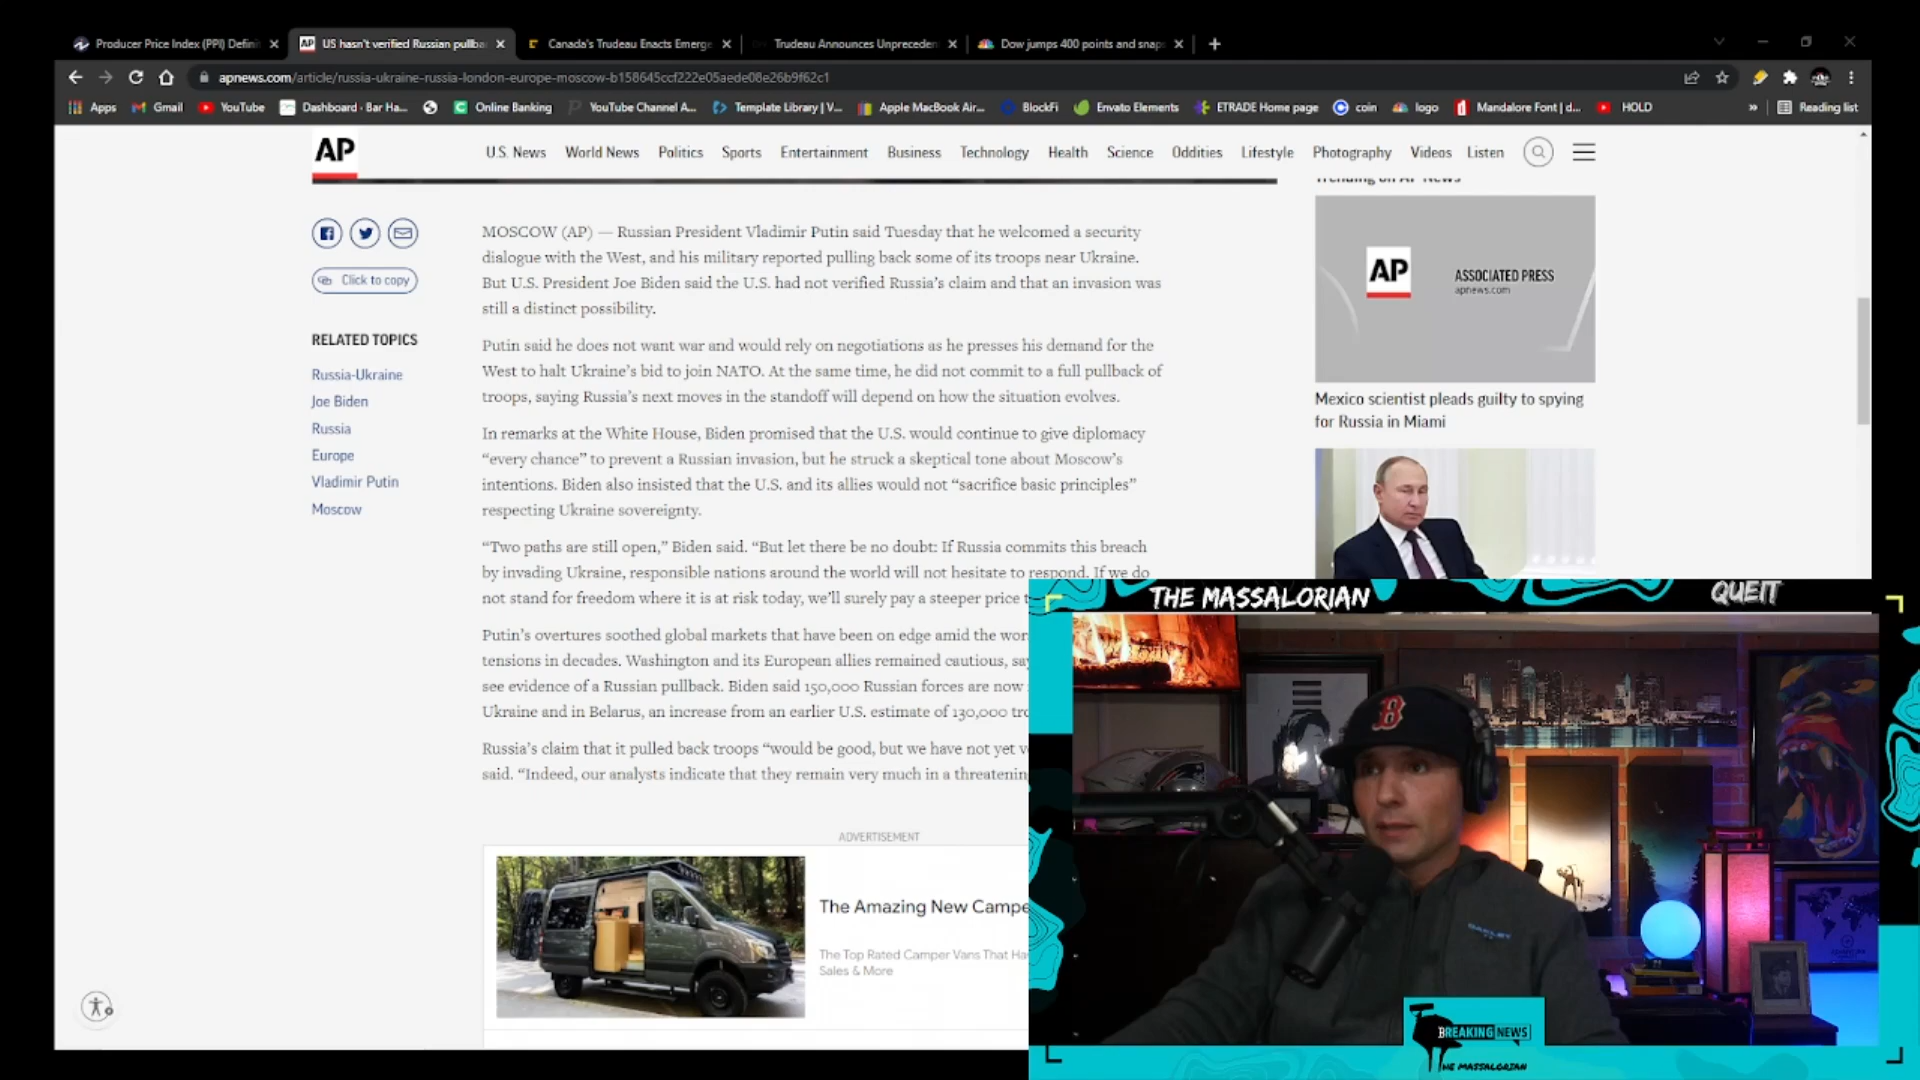 Producer Price Index (PPI) Defini
US hasn't verified Russian pullba
Canada's Trudeau Enacts Emerge
Trudeau Announces Unpreceden
Dow jumps 400 points and snap
apnews.com/article/russia-ukraine-russia-london-europe-moscow-b158645ccf222e05aede08e26b9f62c1
Apps Gmail YouTube Dashboard - Bar Ha... Online Banking YouTube Channel A... Template Library | V... Apple MacBook Air... BlockFi Envato Elements ETRADE Home page coin logo Mandalore Font | d... HOLD » Reading list
AP
U.S. News World News Politics Sports Entertainment Business Technology Health Science Oddities Lifestyle Photography Videos Listen
Trending on AP News
Click to copy
RELATED TOPICS
Russia-Ukraine
Joe Biden
Russia
Europe
Vladimir Putin
Moscow
MOSCOW (AP) — Russian President Vladimir Putin said Tuesday that he welcomed a security
dialogue with the West, and his military reported pulling back some of its troops near Ukraine.
But U.S. President Joe Biden said the U.S. had not verified Russia's claim and that an invasion was
still a distinct possibility.
Putin said he does not want war and would rely on negotiations as he presses his demand for the
West to halt Ukraine's bid to join NATO. At the same time, he did not commit to a full pullback of
troops, saying Russia's next moves in the standoff will depend on how the situation evolves.
In remarks at the White House, Biden promised that the U.S. would continue to give diplomacy
“every chance” to prevent a Russian invasion, but he struck a skeptical tone about Moscow's
intentions. Biden also insisted that the U.S. and its allies would not “sacrifice basic principles”
respecting Ukraine sovereignty.
“Two paths are still open,” Biden said. “But let there be no doubt: If Russia commits this breach
by invading Ukraine, responsible nations around the world will not hesitate to respond. If we do
not stand for freedom where it is at risk today, we'll surely pay a steeper price t
Putin's overtures soothed global markets that have been on edge amid the wor
tensions in decades. Washington and its European allies remained cautious, say
see evidence of a Russian pullback. Biden said 150,000 Russian forces are now
Ukraine and in Belarus, an increase from an earlier U.S. estimate of 130,000 tro
Russia's claim that it pulled back troops “would be good, but we have not yet v
said. “Indeed, our analysts indicate that they remain very much in a threatening
ADVERTISEMENT
The Amazing New Campe
The Top Rated Camper Vans That Ha
Sales & More
AP
ASSOCIATED PRESS
apnews.com
Mexico scientist pleads guilty to spying
for Russia in Miami
THE MASSALORIAN
QUEIT
B
OAKLEY
BREAKING NEWS
THE MASSALORIAN